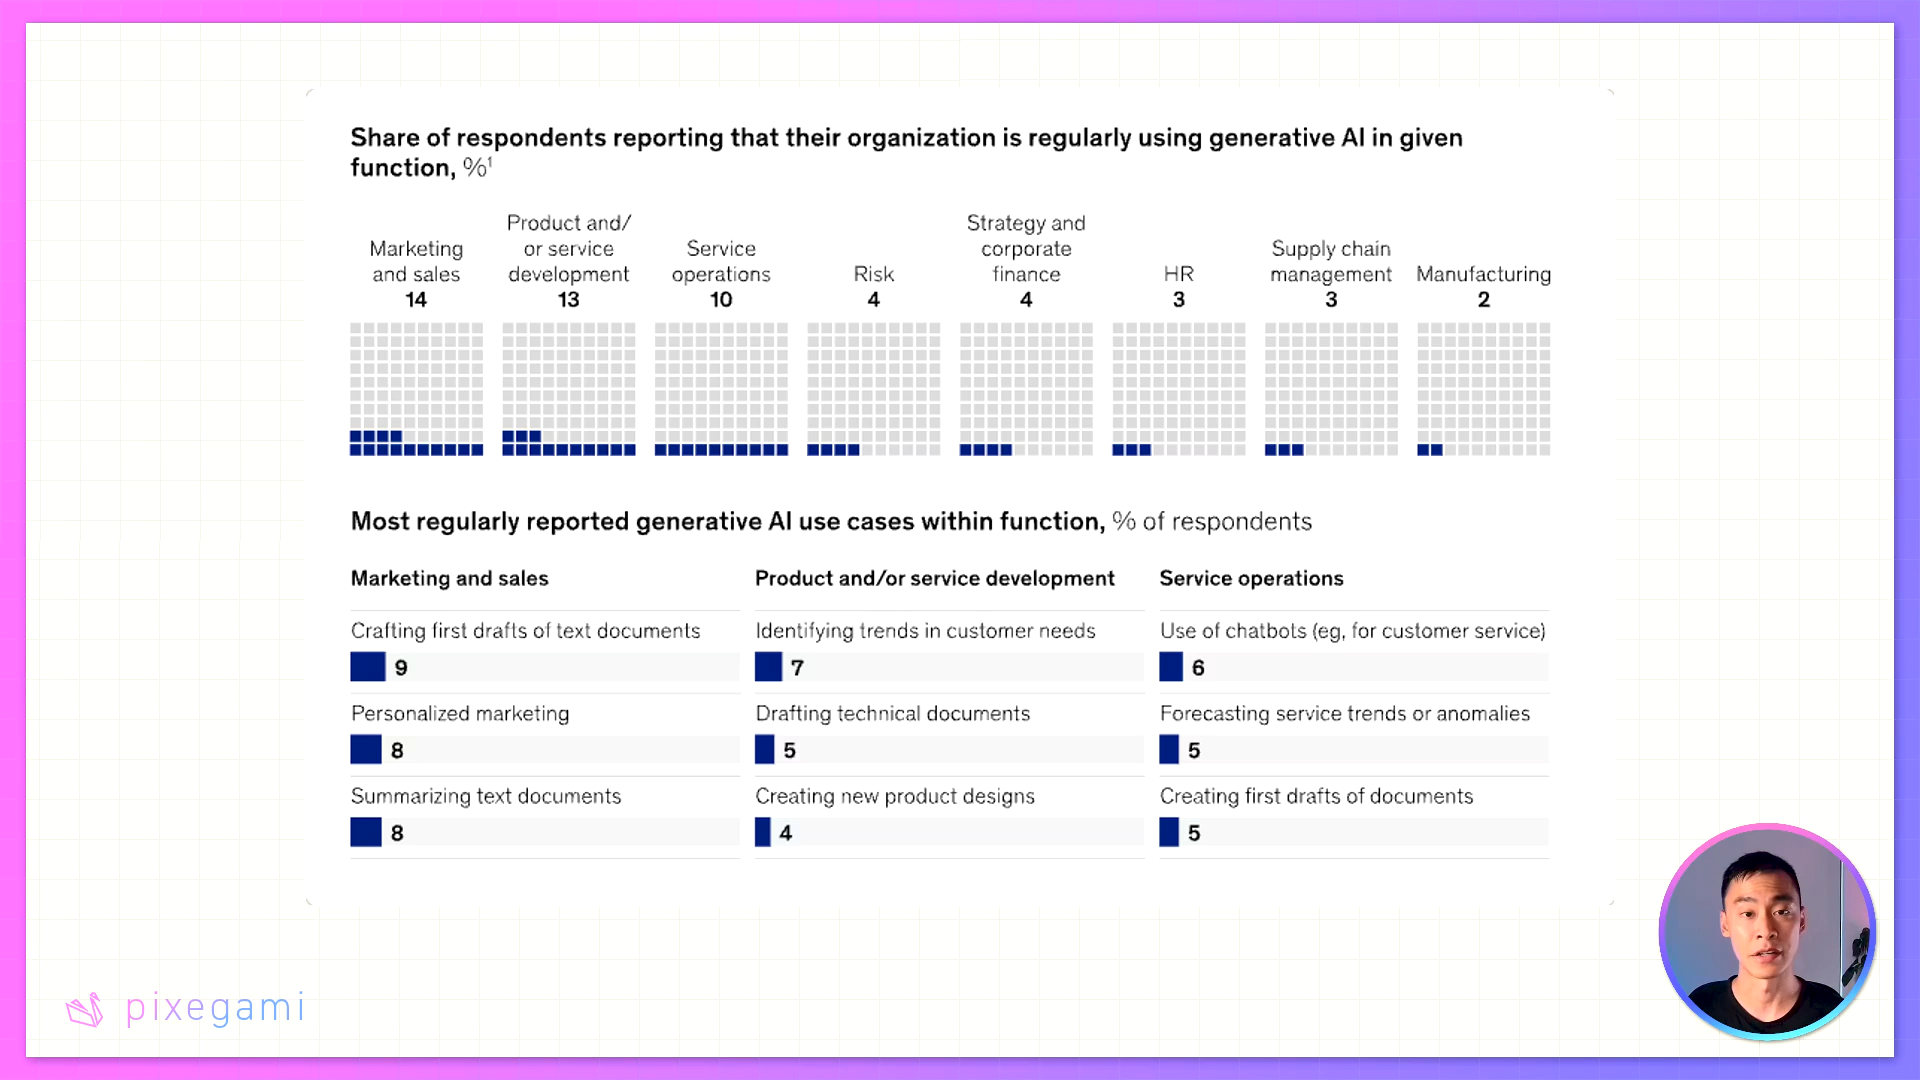 Share of respondents reporting that their organization is regularly using generative AI in given
function, %¹
Marketing
and sales
14
Product and/
or service
development
13
Service
operations
10
Risk
4
Strategy and
corporate
finance
4
HR
3
Supply chain
management
3
Manufacturing
2
Most regularly reported generative AI use cases within function, % of respondents
Marketing and sales
Crafting first drafts of text documents
9
Personalized marketing
8
Summarizing text documents
8
Product and/or service development
Identifying trends in customer needs
7
Drafting technical documents
5
Creating new product designs
4
Service operations
Use of chatbots (eg, for customer service)
6
Forecasting service trends or anomalies
5
Creating first drafts of documents
5
pixegami